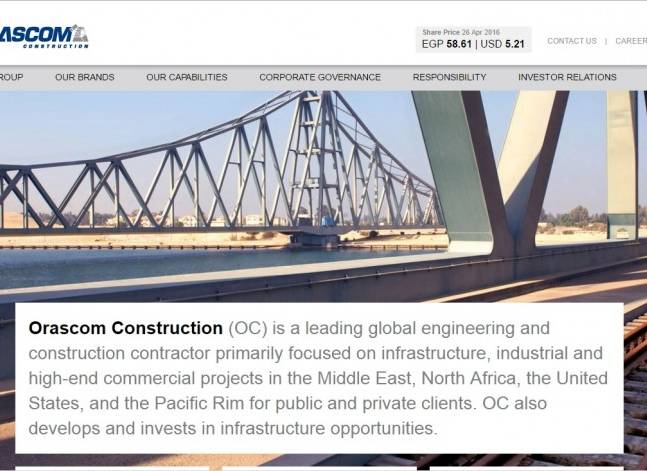 ASCOM
CONSTRUCTION
Share Price 26 Apr 2016
EGP 58.61 | USD 5.21
CONTACT US | CAREER
ROUP OUR BRANDS OUR CAPABILITIES CORPORATE GOVERNANCE RESPONSIBILITY INVESTOR RELATIONS
Orascom Construction (OC) is a leading global engineering and
construction contractor primarily focused on infrastructure, industrial and
high-end commercial projects in the Middle East, North Africa, the United
States, and the Pacific Rim for public and private clients. OC also
develops and invests in infrastructure opportunities.